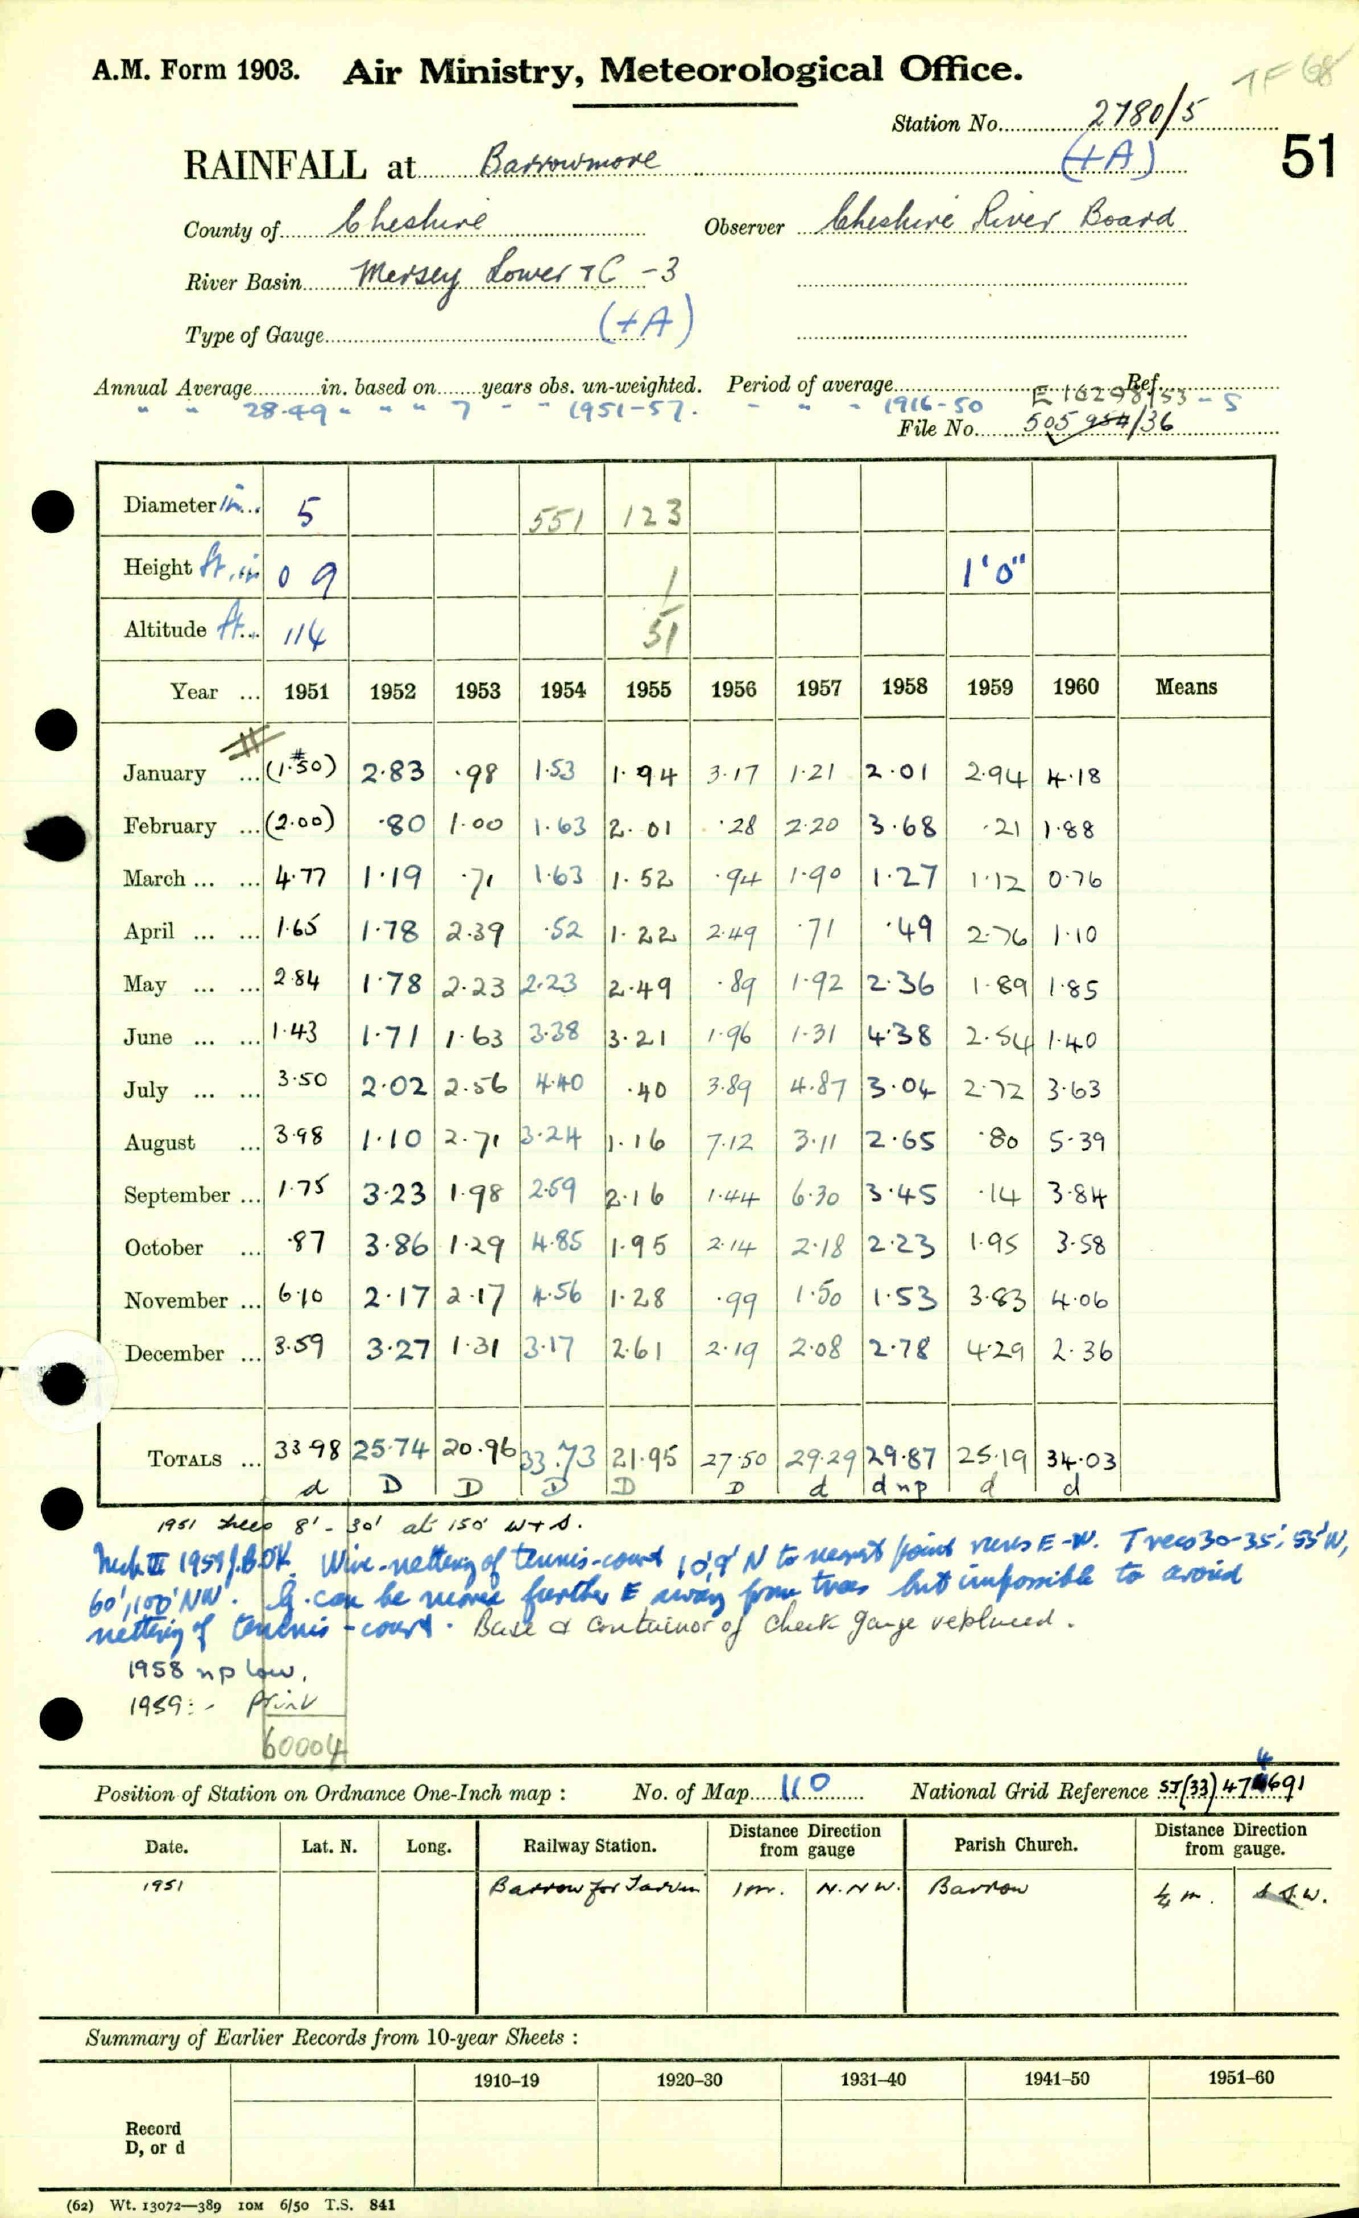 A.M. Form 1903. Air Ministry, Meteorological Office. TF 68
Station No. 2780/5
RAINFALL at Barrowmore (+A) 51
County of Cheshire Observer Cheshire River Board
River Basin Mersey Lower + C -3
Type of Gauge (+A)
Annual Average in. based on years obs. un-weighted. Period of average Ref.
" " 28.49 " " 7 " " 1951-57. " " " 1916-50 E 16298/53 - 5
File No. 505 954/36
Diameter in 5 551 123
Height ft, in 0 9 1 1'0"
Altitude ft. 114 51
Year ... 1951 1952 1953 1954 1955 1956 1957 1958 1959 1960 Means
#
January ... (1.50) 2.83 .98 1.53 1.94 3.17 1.21 2.01 2.94 4.18
February ... (2.00) .80 1.00 1.63 2.01 .28 2.20 3.68 .21 1.88
March ... ... 4.77 1.19 .71 1.63 1.52 .94 1.90 1.27 1.12 0.76
April ... ... 1.65 1.78 2.39 .52 1.22 2.49 .71 .49 2.76 1.10
May ... ... 2.84 1.78 2.23 2.23 2.49 .89 1.92 2.36 1.89 1.85
June ... ... 1.43 1.71 1.63 3.38 3.21 1.96 1.31 4.38 2.54 1.40
July ... ... 3.50 2.02 2.56 4.40 .40 3.89 4.87 3.04 2.72 3.63
August ... 3.98 1.10 2.71 3.24 1.16 7.12 3.11 2.65 .80 5.39
September ... 1.75 3.23 1.98 2.59 2.16 1.44 6.30 3.45 .14 3.84
October ... .87 3.86 1.29 4.85 1.95 2.14 2.18 2.23 1.95 3.58
November ... 6.10 2.17 2.17 4.56 1.28 .99 1.50 1.53 3.83 4.06
December ... 3.59 3.27 1.31 3.17 2.61 2.19 2.08 2.78 4.29 2.36
TOTALS ... 33.98 25.74 20.96 33.73 21.95 27.50 29.29 29.87 25.19 34.03
d D D D D D d d np d d
1951 trees 8' - 30' at 150' W + S.
III 1959 J.B. OK. Wire-netting of tennis-court 10', 9' N to nearest point runs E-W. Trees 30-35', 55' W,
60', 100' NW. G. can be moved further E away from trees but impossible to avoid
netting of tennis-court. Base & container of check gauge replaced.
1958 np low.
1959:- Print
60004
Position of Station on Ordnance One-Inch map : No. of Map 110 National Grid Reference SJ (33) 474691
Date. Lat. N. Long. Railway Station. Distance Direction from gauge Parish Church. Distance Direction from gauge.
1951 Barrow for Tarvin 1 m. N.N.W. Barrow ¼ m. S.W.
Summary of Earlier Records from 10-year Sheets :
1910–19 1920–30 1931–40 1941–50 1951–60
Record
D, or d
(62) Wt. 13072—389 10M 6/50 T.S. 841